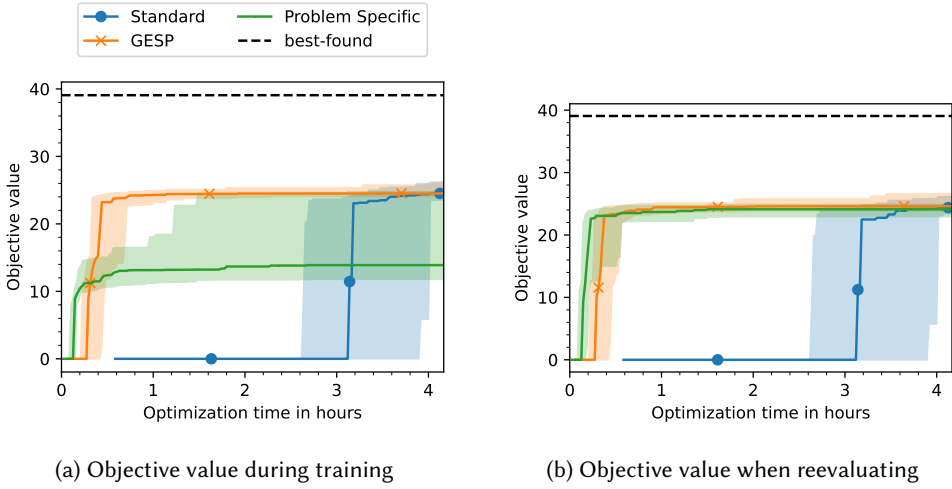 Standard
GESP
Problem Specific
best-found
40
30
20
10
0
Objective value
0
1
2
3
4
Optimization time in hours
(a) Objective value during training
40
30
20
10
0
Objective value
0
1
2
3
4
Optimization time in hours
(b) Objective value when reevaluating